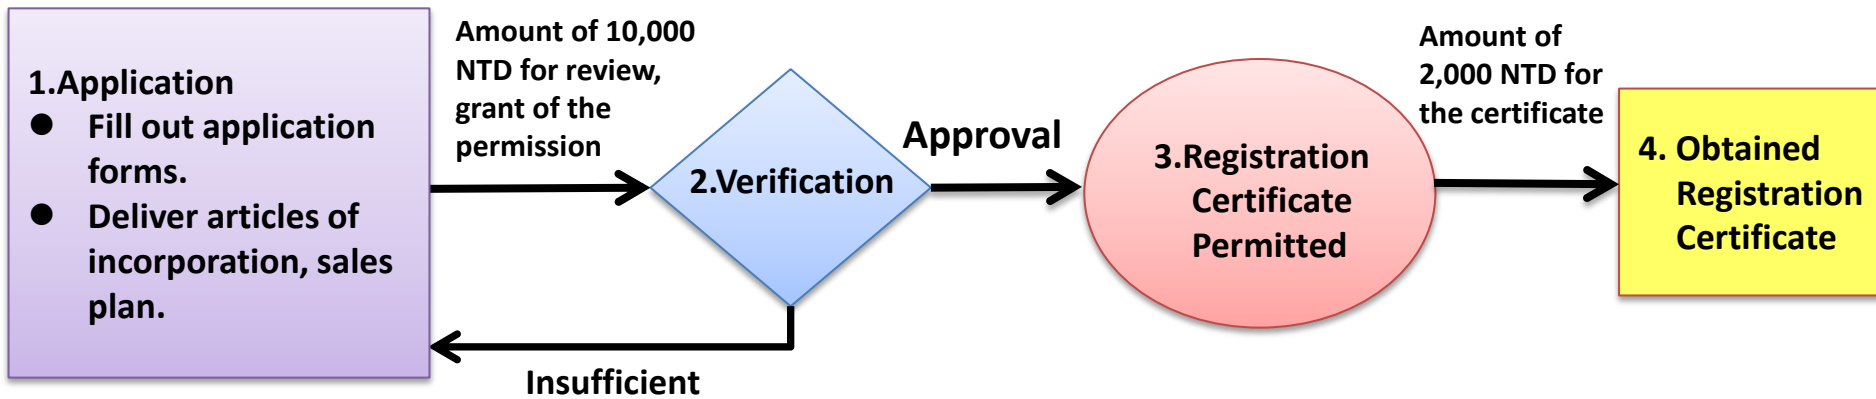 1.Application
● Fill out application
forms.
● Deliver articles of
incorporation, sales
plan.
Amount of 10,000
NTD for review,
grant of the
permission
2.Verification
Insufficient
Approval
3.Registration
Certificate
Permitted
Amount of
2,000 NTD for
the certificate
4. Obtained
Registration
Certificate